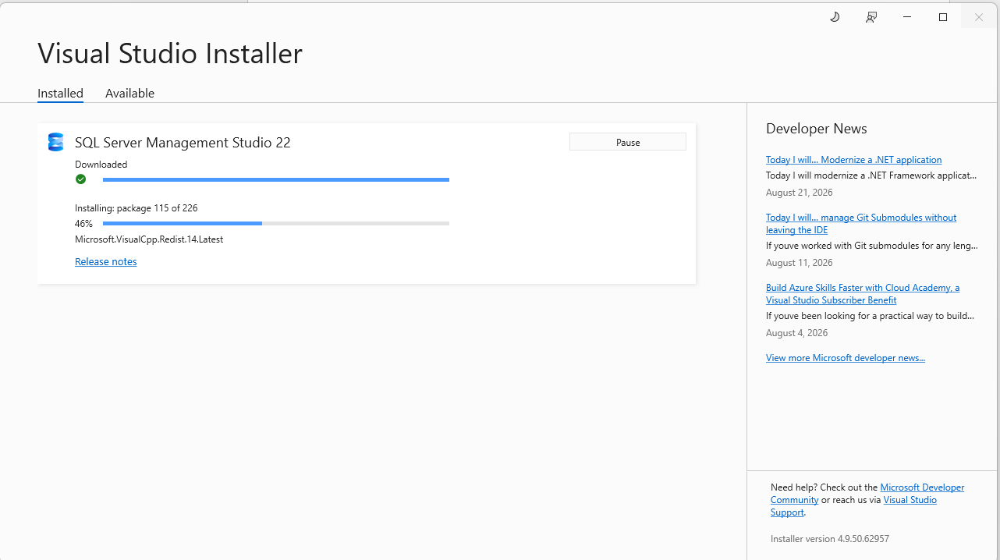 Visual Studio Installer
Installed
Available
SQL Server Management Studio 22
Pause
Downloaded
Installing: package 115 of 226
46%
Microsoft.VisualCpp.Redist.14.Latest
Release notes
Developer News
Today I will... Modernize a .NET application
Today I will modernize a .NET Framework applicat...
August 21, 2026
Today I will... manage Git Submodules without
leaving the IDE
If youve worked with Git submodules for any leng...
August 11, 2026
Build Azure Skills Faster with Cloud Academy, a
Visual Studio Subscriber Benefit
If youve been looking for a practical way to build...
August 4, 2026
View more Microsoft developer news...
Need help? Check out the Microsoft Developer
Community or reach us via Visual Studio
Support.
Installer version 4.9.50.62957